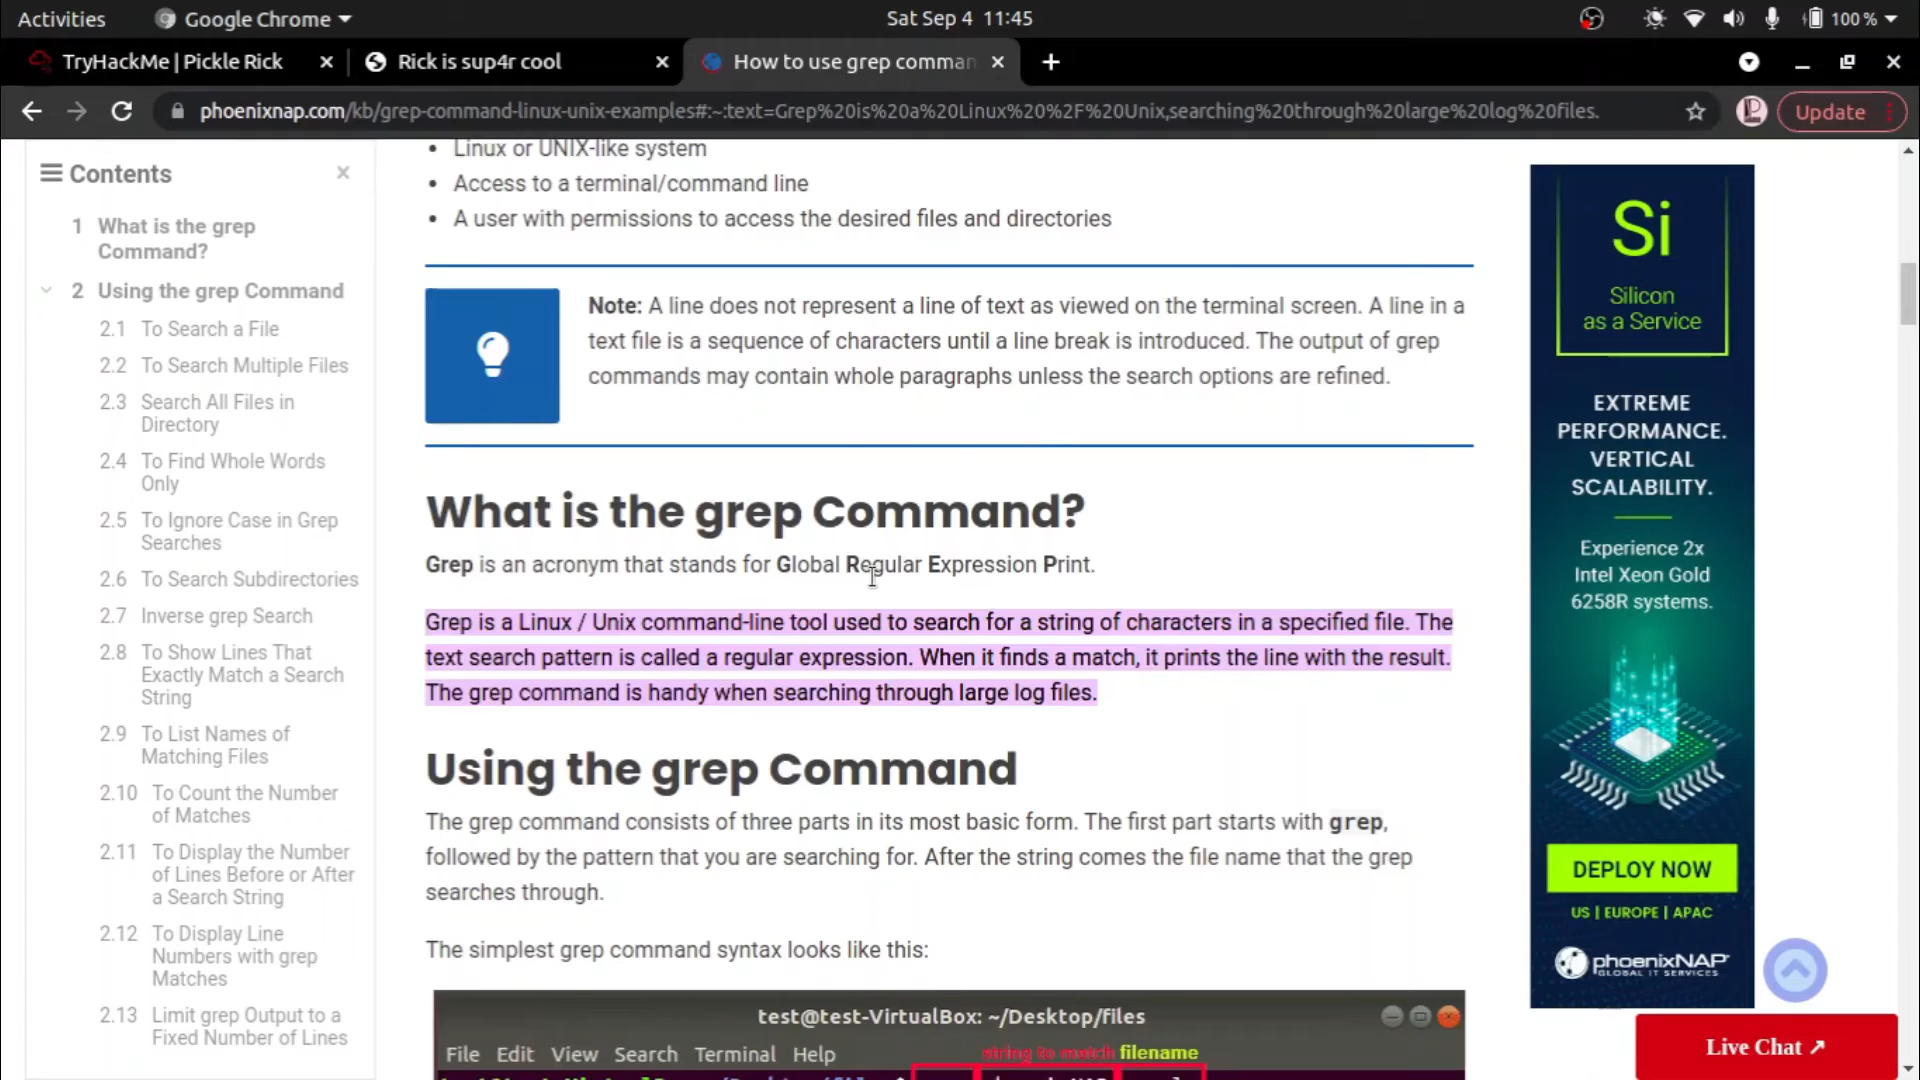 Activities
Google Chrome
Sat Sep 4 11:45
100 %
TryHackMe | Pickle Rick
Rick is sup4r cool
How to use grep comman
Update
phoenixnap.com/kb/grep-command-linux-unix-examples#:~:text=Grep%20is%20a%20Linux%20%2F%20Unix,searching%20through%20large%20log%20files.
Contents
1 What is the grep
Command?
2 Using the grep Command
2.1 To Search a File
2.2 To Search Multiple Files
2.3 Search All Files in
Directory
2.4 To Find Whole Words
Only
2.5 To Ignore Case in Grep
Searches
2.6 To Search Subdirectories
2.7 Inverse grep Search
2.8 To Show Lines That
Exactly Match a Search
String
2.9 To List Names of
Matching Files
2.10 To Count the Number
of Matches
2.11 To Display the Number
of Lines Before or After
a Search String
2.12 To Display Line
Numbers with grep
Matches
2.13 Limit grep Output to a
Fixed Number of Lines
• Linux or UNIX-like system
• Access to a terminal/command line
• A user with permissions to access the desired files and directories
Note: A line does not represent a line of text as viewed on the terminal screen. A line in a
text file is a sequence of characters until a line break is introduced. The output of grep
commands may contain whole paragraphs unless the search options are refined.
What is the grep Command?
Grep is an acronym that stands for Global Regular Expression Print.
Grep is a Linux / Unix command-line tool used to search for a string of characters in a specified file. The
text search pattern is called a regular expression. When it finds a match, it prints the line with the result.
The grep command is handy when searching through large log files.
Using the grep Command
The grep command consists of three parts in its most basic form. The first part starts with grep,
followed by the pattern that you are searching for. After the string comes the file name that the grep
searches through.
The simplest grep command syntax looks like this:
test@test-VirtualBox: ~/Desktop/files
File Edit View Search Terminal Help
string to match filename
Si
Silicon
as a Service
EXTREME
PERFORMANCE.
VERTICAL
SCALABILITY.
Experience 2x
Intel Xeon Gold
6258R systems.
DEPLOY NOW
US | EUROPE | APAC
phoenixNAP
GLOBAL IT SERVICES
Live Chat ↗